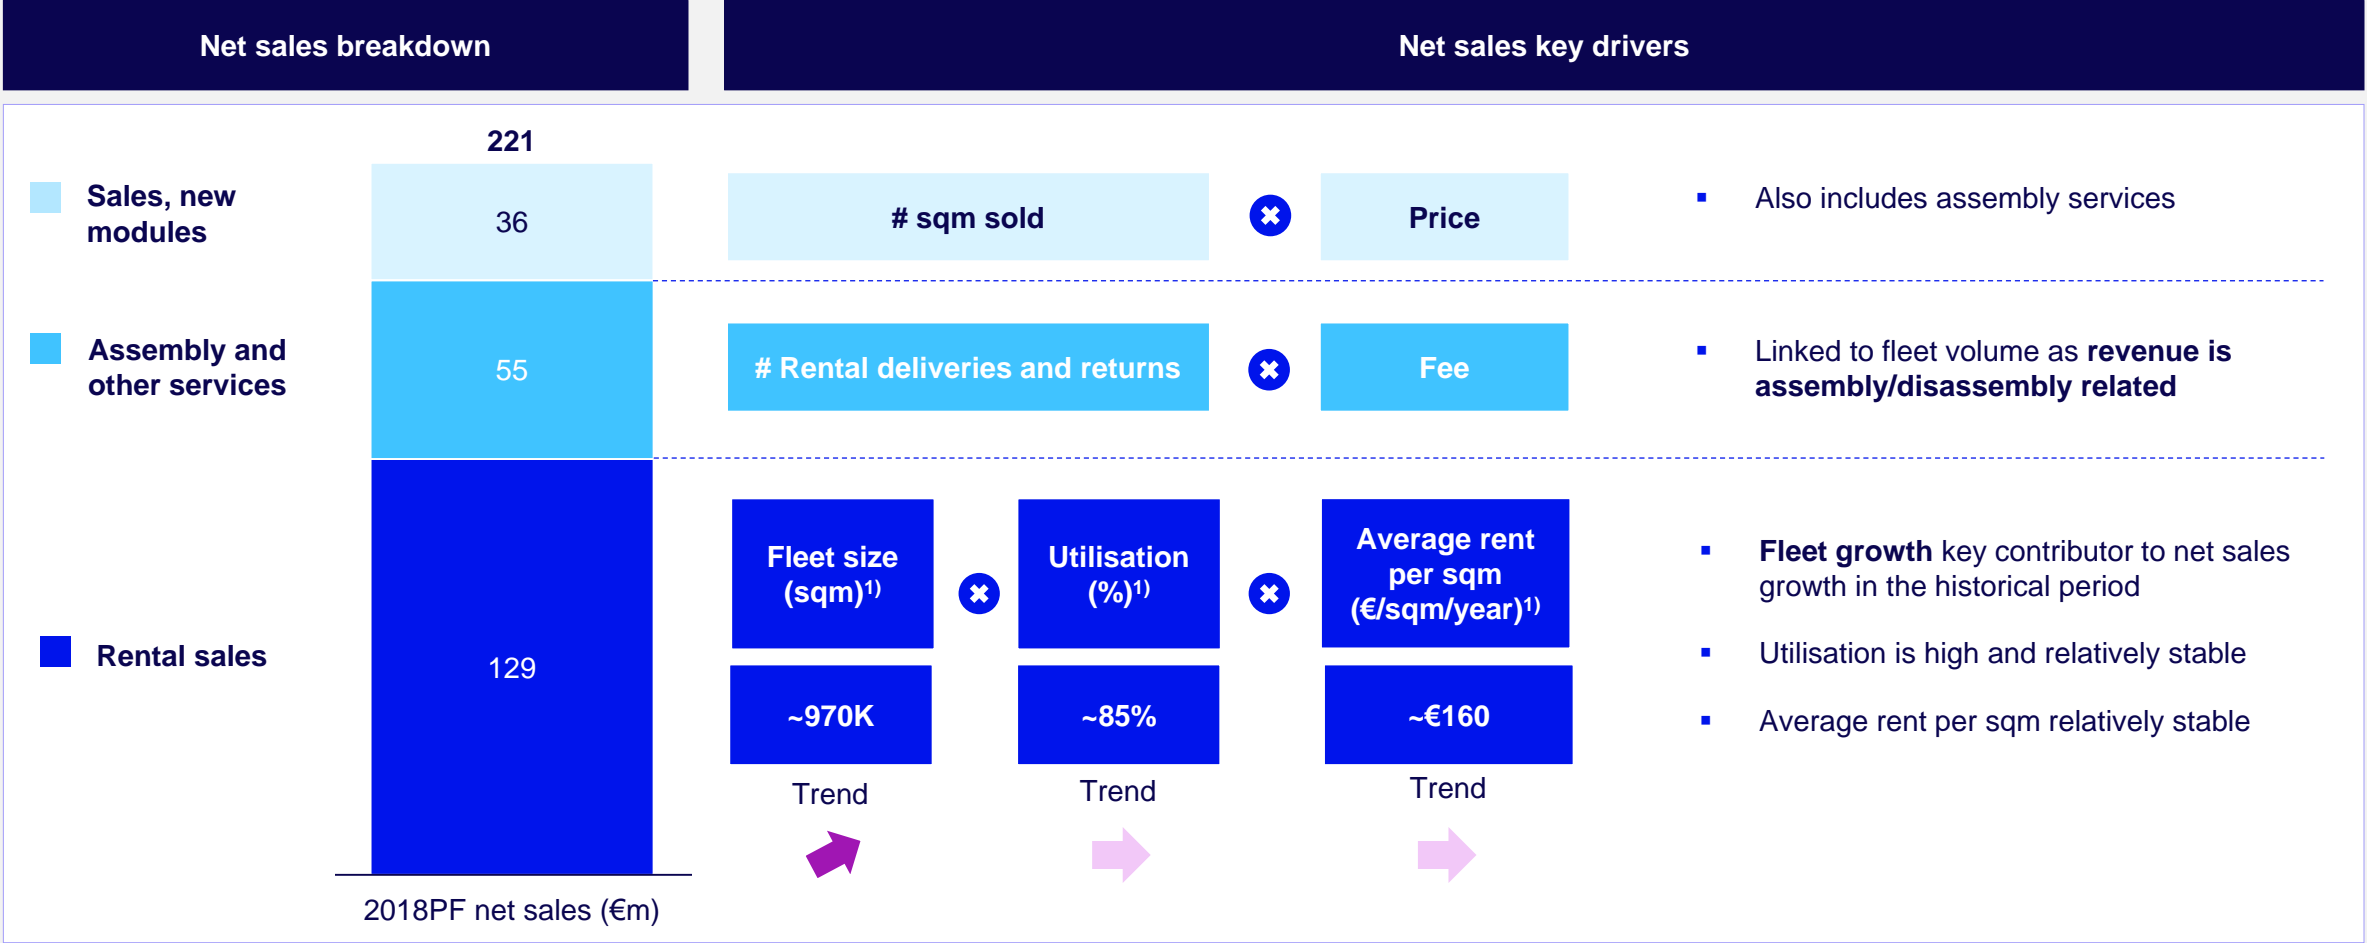 Net sales breakdown
Net sales key drivers
221
Sales, new
modules
36
# sqm sold
Price
▪ Also includes assembly services
Assembly and
other services
55
# Rental deliveries and returns
Fee
▪ Linked to fleet volume as revenue is
assembly/disassembly related
Rental sales
129
Fleet size
(sqm)1)
Utilisation
(%)1)
Average rent
per sqm
(€/sqm/year)1)
~970K
~85%
~€160
Trend
Trend
Trend
▪ Fleet growth key contributor to net sales
growth in the historical period
▪ Utilisation is high and relatively stable
▪ Average rent per sqm relatively stable
2018PF net sales (€m)